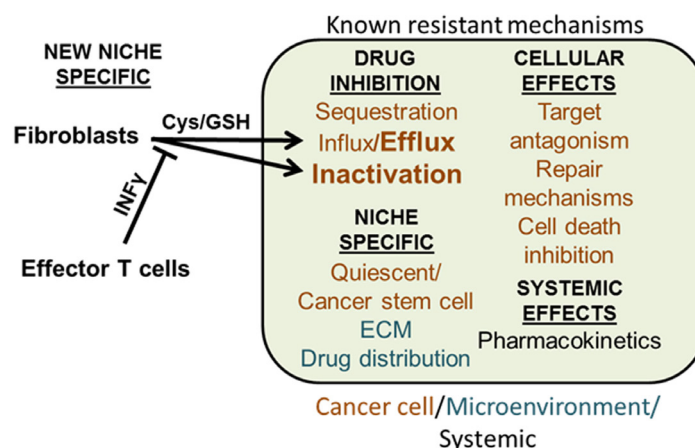 Known resistant mechanisms
NEW NICHE
SPECIFIC
Fibroblasts
Cys/GSH
INFγ
Effector T cells
DRUG
INHIBITION
Sequestration
Influx/Efflux
Inactivation
NICHE
SPECIFIC
Quiescent/
Cancer stem cell
ECM
Drug distribution
CELLULAR
EFFECTS
Target
antagonism
Repair
mechanisms
Cell death
inhibition
SYSTEMIC
EFFECTS
Pharmacokinetics
Cancer cell/Microenvironment/
Systemic